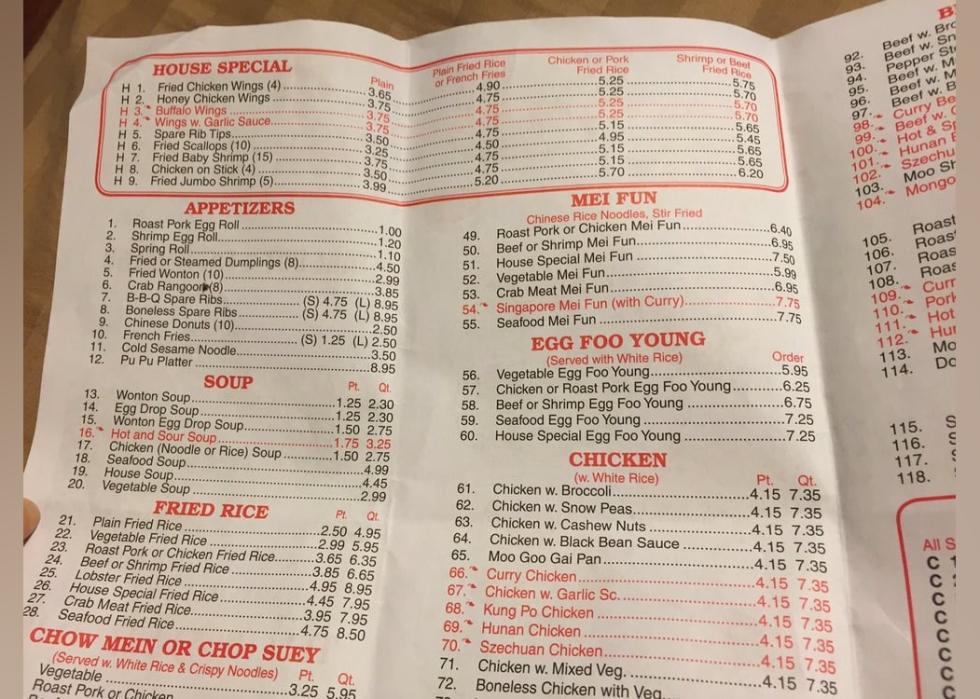 HOUSE SPECIAL
Plain
Plain Fried Rice or French Fries
Chicken or Pork Fried Rice
Shrimp or Beef Fried Rice
H 1. Fried Chicken Wings (4) 3.65 4.90 5.25 5.75
H 2. Honey Chicken Wings 3.75 4.75 5.25 5.70
H 3. Buffalo Wings 3.75 4.75 5.25 5.70
H 4. Wings w. Garlic Sauce 3.75 4.75 5.25 5.70
H 5. Spare Rib Tips 3.50 4.75 5.15 5.65
H 6. Fried Scallops (10) 3.25 4.50 4.95 5.45
H 7. Fried Baby Shrimp (15) 3.75 4.75 5.15 5.65
H 8. Chicken on Stick (4) 3.50 4.75 5.15 5.65
H 9. Fried Jumbo Shrimp (5) 3.99 5.20 5.70 6.20
APPETIZERS
1. Roast Pork Egg Roll 1.00
2. Shrimp Egg Roll 1.20
3. Spring Roll 1.10
4. Fried or Steamed Dumplings (8) 4.50
5. Fried Wonton (10) 2.99
6. Crab Rangoon (8) 3.85
7. B-B-Q Spare Ribs (S) 4.75 (L) 8.95
8. Boneless Spare Ribs (S) 4.75 (L) 8.95
9. Chinese Donuts (10) 2.50
10. French Fries (S) 1.25 (L) 2.50
11. Cold Sesame Noodle 3.50
12. Pu Pu Platter 8.95
SOUP Pt. Qt.
13. Wonton Soup 1.25 2.30
14. Egg Drop Soup 1.25 2.30
15. Wonton Egg Drop Soup 1.50 2.75
16. Hot and Sour Soup 1.75 3.25
17. Chicken (Noodle or Rice) Soup 1.50 2.75
18. Seafood Soup 4.99
19. House Soup 4.45
20. Vegetable Soup 2.99
FRIED RICE Pt. Qt.
21. Plain Fried Rice 2.50 4.95
22. Vegetable Fried Rice 2.99 5.95
23. Roast Pork or Chicken Fried Rice 3.65 6.35
24. Beef or Shrimp Fried Rice 3.85 6.65
25. Lobster Fried Rice 4.95 8.95
26. House Special Fried Rice 4.45 7.95
27. Crab Meat Fried Rice 3.95 7.95
28. Seafood Fried Rice 4.75 8.50
CHOW MEIN OR CHOP SUEY
(Served w. White Rice & Crispy Noodles) Pt. Qt.
Vegetable 3.25 5.95
Roast Pork or Chicken
MEI FUN
Chinese Rice Noodles, Stir Fried
49. Roast Pork or Chicken Mei Fun 6.40
50. Beef or Shrimp Mei Fun 6.95
51. House Special Mei Fun 7.50
52. Vegetable Mei Fun 5.99
53. Crab Meat Mei Fun 6.95
54. Singapore Mei Fun (with Curry) 7.75
55. Seafood Mei Fun 7.75
EGG FOO YOUNG
(Served with White Rice) Order
56. Vegetable Egg Foo Young 5.95
57. Chicken or Roast Pork Egg Foo Young 6.25
58. Beef or Shrimp Egg Foo Young 6.75
59. Seafood Egg Foo Young 7.25
60. House Special Egg Foo Young 7.25
CHICKEN
(w. White Rice) Pt. Qt.
61. Chicken w. Broccoli 4.15 7.35
62. Chicken w. Snow Peas 4.15 7.35
63. Chicken w. Cashew Nuts 4.15 7.35
64. Chicken w. Black Bean Sauce 4.15 7.35
65. Moo Goo Gai Pan 4.15 7.35
66. Curry Chicken 4.15 7.35
67. Chicken w. Garlic Sc. 4.15 7.35
68. Kung Po Chicken 4.15 7.35
69. Hunan Chicken 4.15 7.35
70. Szechuan Chicken 4.15 7.35
71. Chicken w. Mixed Veg. 4.15 7.35
72. Boneless Chicken with Veg.
92. Beef w. Bro
93. Beef w. Sn
94. Pepper St
95. Beef w. M
96. Beef w. B
97. Curry Be
98. Beef w. G
99. Hot & Sp
100. Hunan
101. Szechu
102.
103. Moo Sh
104. Mongo
105. Roast
106. Roas
107. Roas
108. Roas
109. Curr
110. Pork
111. Hot
112. Hu
113. Mo
114. Do
115. S
116.
117.
118.
All S
C 1
C
C
C
C
C
C